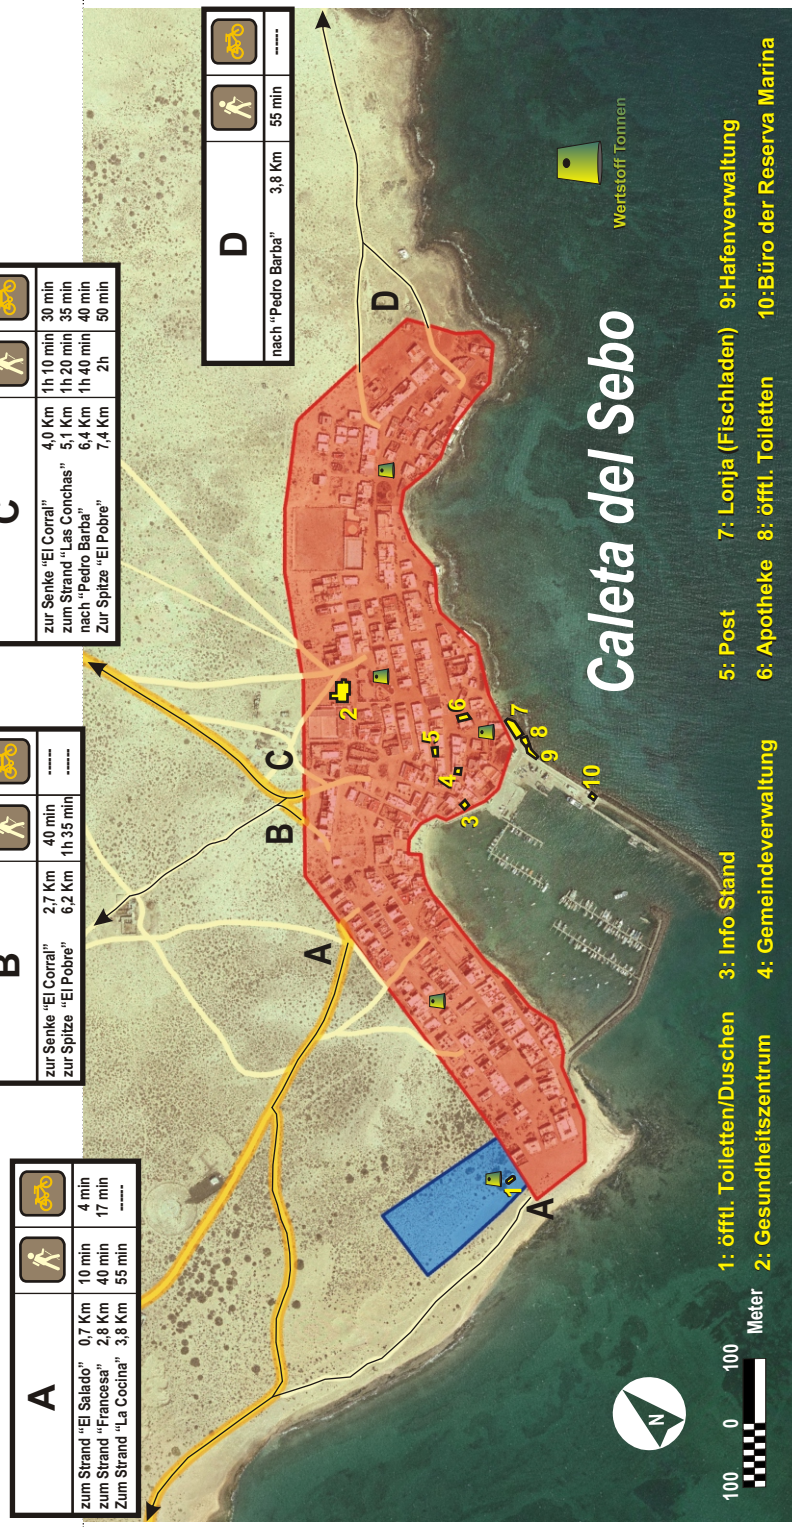 A
zum Strand “El Salado” 0,7 Km 10 min 4 min
zum Strand “Francesa” 2,8 Km 40 min 17 min
Zum Strand “La Cocina” 3,8 Km 55 min ------
B
zur Senke “El Corral” 2,7 Km 40 min ------
zur Spitze “El Pobre” 6,2 Km 1h 35 min ------
C
zur Senke “El Corral” 4,0 Km 1h 10 min 30 min
zum Strand “Las Conchas” 5,1 Km 1h 20 min 35 min
nach “Pedro Barba” 6,4 Km 1h 40 min 40 min
Zur Spitze “El Pobre” 7,4 Km 2h 50 min
D
nach “Pedro Barba” 3,8 Km 55 min ------
A
B
C
D
A
1
2
3
4
5
6
7
8
9
10
Caleta del Sebo
Wertstoff Tonnen
N
100 0 100
Meter
1: öfftl. Toiletten/Duschen 3: Info Stand 5: Post 7: Lonja (Fischladen) 9:Hafenverwaltung
2: Gesundheitszentrum 4: Gemeindeverwaltung 6: Apotheke 8: öfftl. Toiletten 10:Büro der Reserva Marina